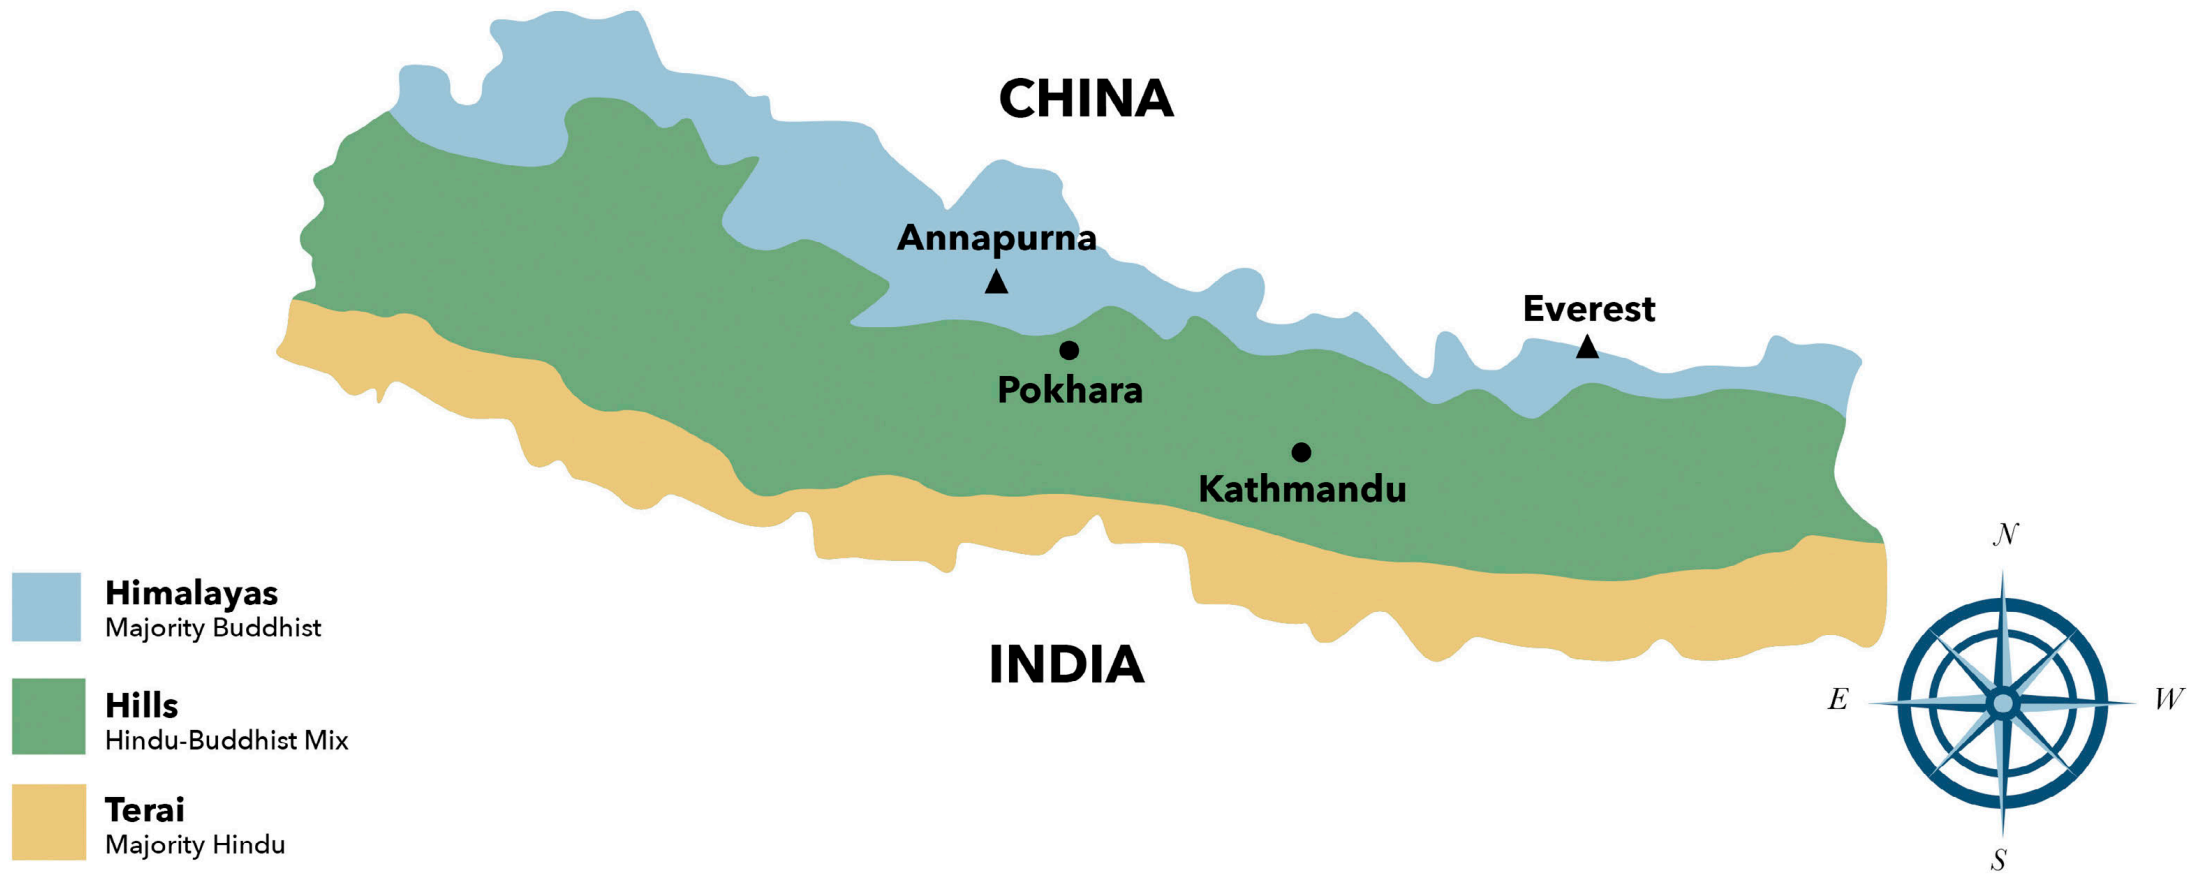 CHINA
Annapurna
Everest
Pokhara
Kathmandu
INDIA
Himalayas
Majority Buddhist
Hills
Hindu-Buddhist Mix
Terai
Majority Hindu
N
E
W
S